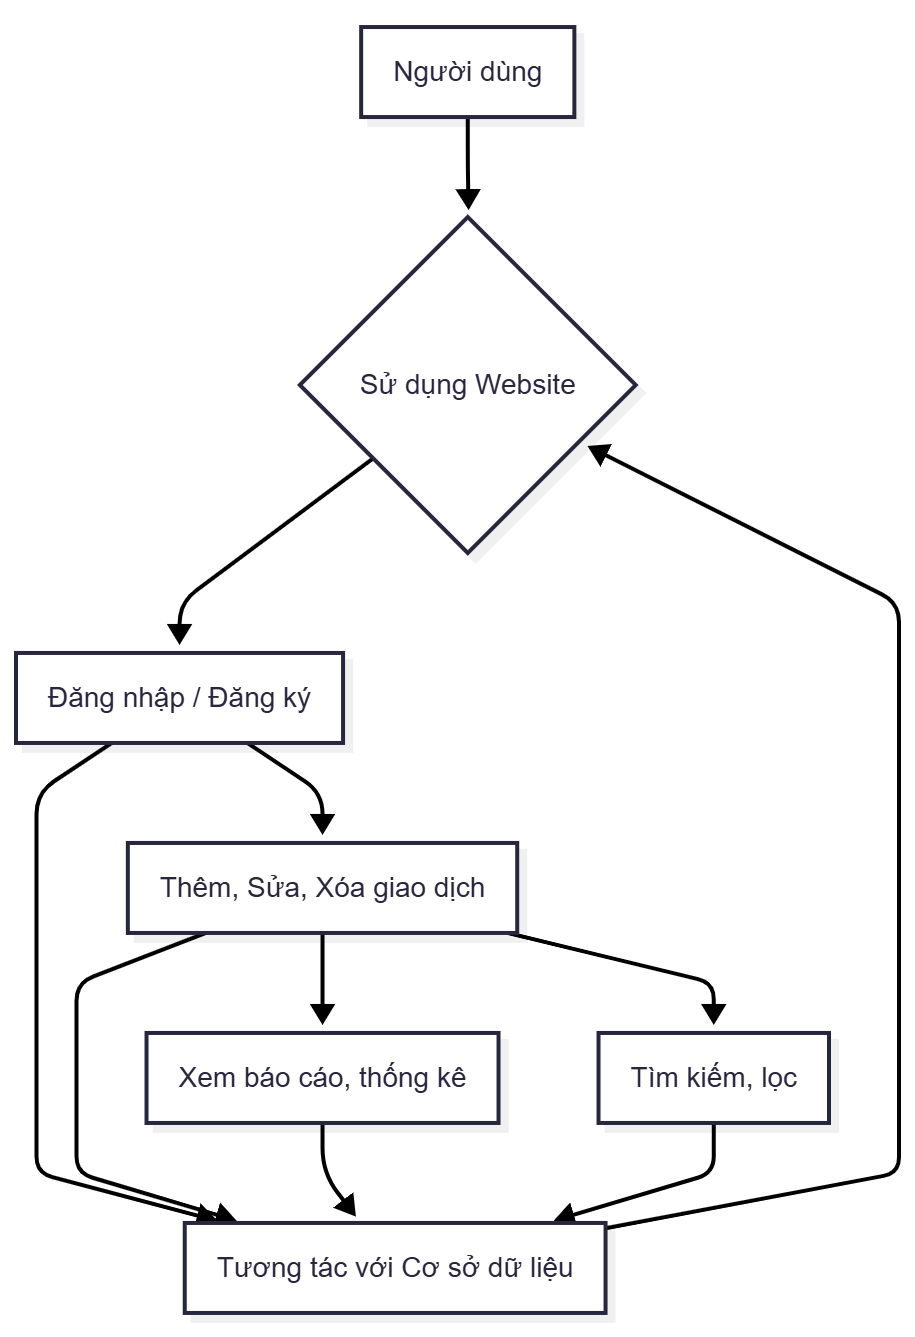 Người dùng
Sử dụng Website
Đăng nhập / Đăng ký
Thêm, Sửa, Xóa giao dịch
Xem báo cáo, thống kê
Tìm kiếm, lọc
Tương tác với Cơ sở dữ liệu